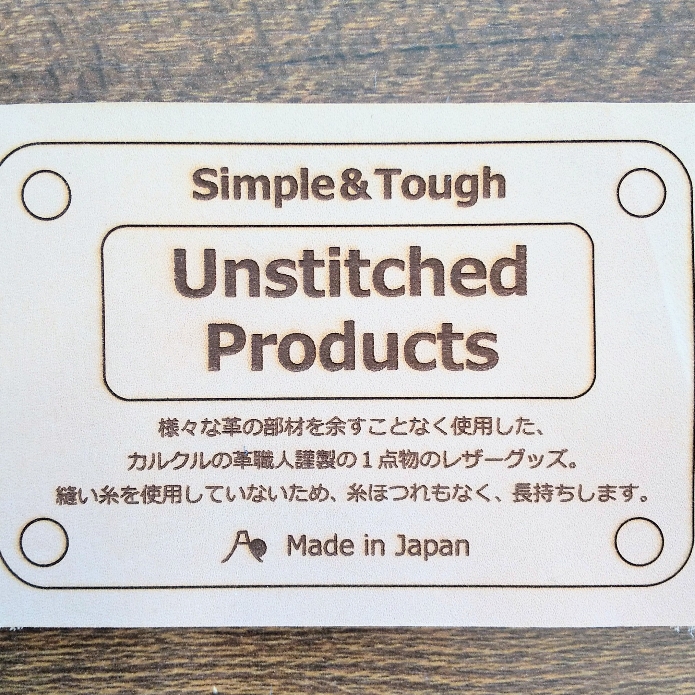 Simple&Tough
Unstitched
Products
様々な革の部材を余すことなく使用した、
カルクルの革職人謹製の1点物のレザーグッズ。
縫い糸を使用していないため、糸ほつれもなく、長持ちします。
Made in Japan